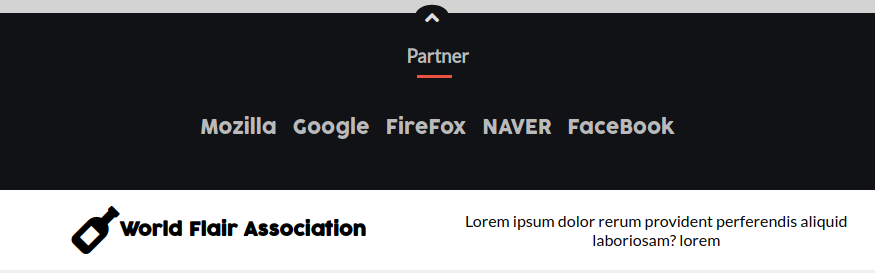 Partner
Mozilla Google FireFox NAVER FaceBook
World Flair Association
Lorem ipsum dolor rerum provident perferendis aliquid
laboriosam? lorem